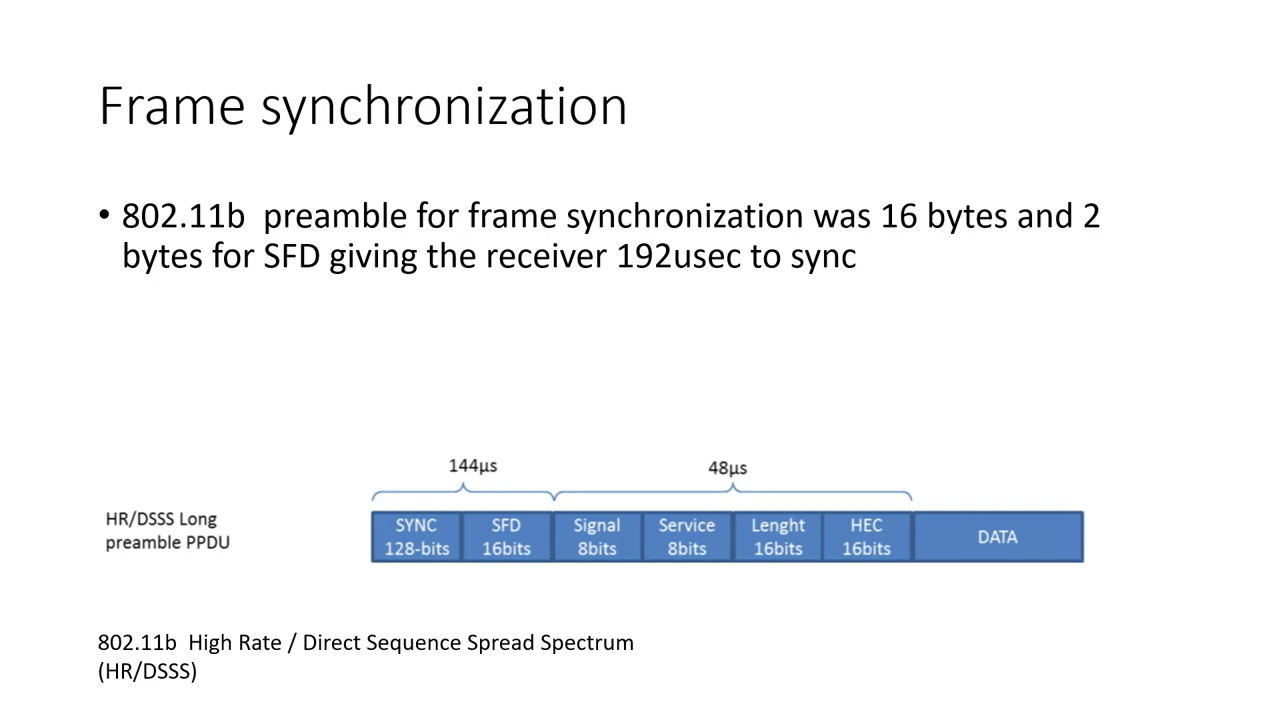 Frame synchronization
• 802.11b  preamble for frame synchronization was 16 bytes and 2
bytes for SFD giving the receiver 192usec to sync
144µs
48µs
HR/DSSS Long
preamble PPDU
SYNC
128-bits
SFD
16bits
Signal
8bits
Service
8bits
Lenght
16bits
HEC
16bits
DATA
802.11b  High Rate / Direct Sequence Spread Spectrum
(HR/DSSS)